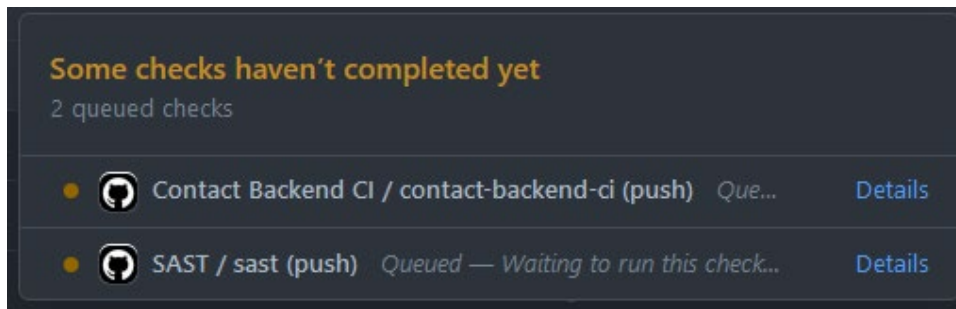 Some checks haven't completed yet
2 queued checks
Contact Backend CI / contact-backend-ci (push) Que... Details
SAST / sast (push) Queued — Waiting to run this check... Details